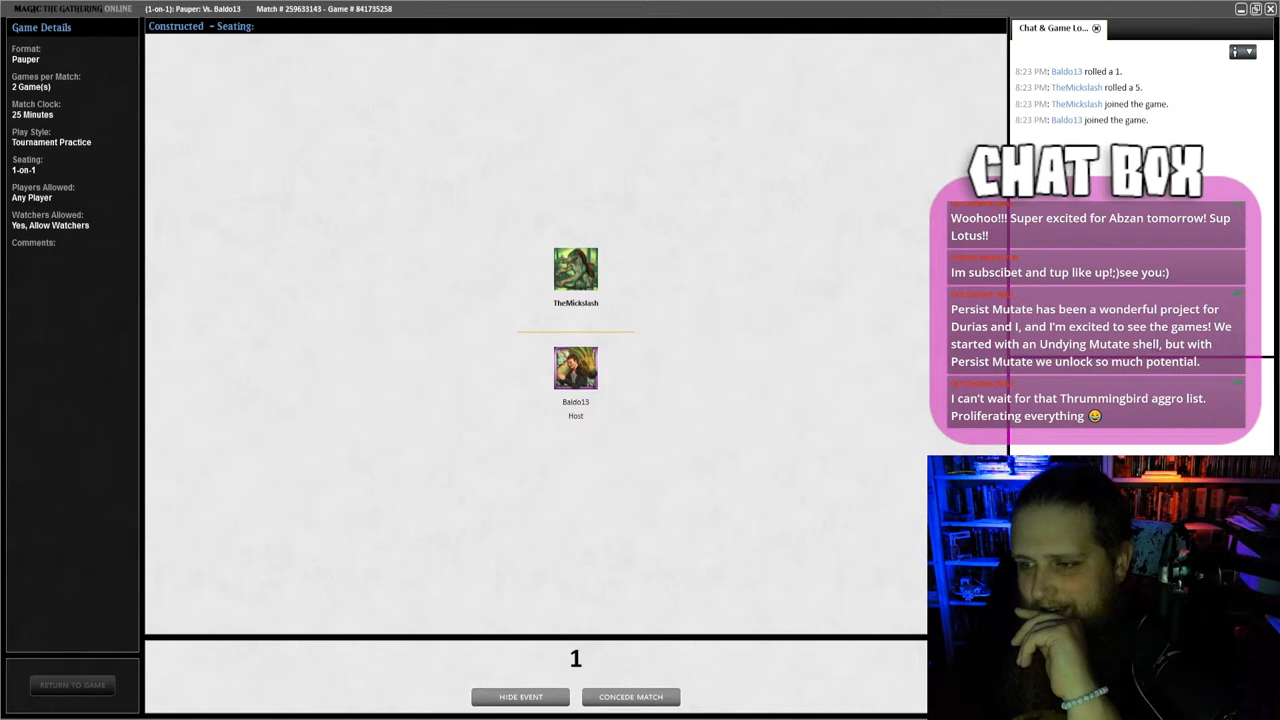 MAGIC THE GATHERING ONLINE
(1-on-1): Pauper: Vs. Baldo13
Match # 259633143 - Game # 841735258
Game Details
Format:
Pauper
Games per Match:
2 Game(s)
Match Clock:
25 Minutes
Play Style:
Tournament Practice
Seating:
1-on-1
Players Allowed:
Any Player
Watchers Allowed:
Yes, Allow Watchers
Comments:
RETURN TO GAME
Constructed - Seating:
TheMickslash
Baldo13
Host
1
HIDE EVENT
CONCEDE MATCH
Chat & Game Lo...
8:23 PM: Baldo13 rolled a 1.
8:23 PM: TheMickslash rolled a 5.
8:23 PM: TheMickslash joined the game.
8:23 PM: Baldo13 joined the game.
CHAT BOX
Woohoo!!! Super excited for Abzan tomorrow! Sup
Lotus!!
Im subscibet and tup like up!;)see you:)
Persist Mutate has been a wonderful project for
Durias and I, and I'm excited to see the games! We
started with an Undying Mutate shell, but with
Persist Mutate we unlock so much potential.
I can't wait for that Thrummingbird aggro list.
Proliferating everything 😂